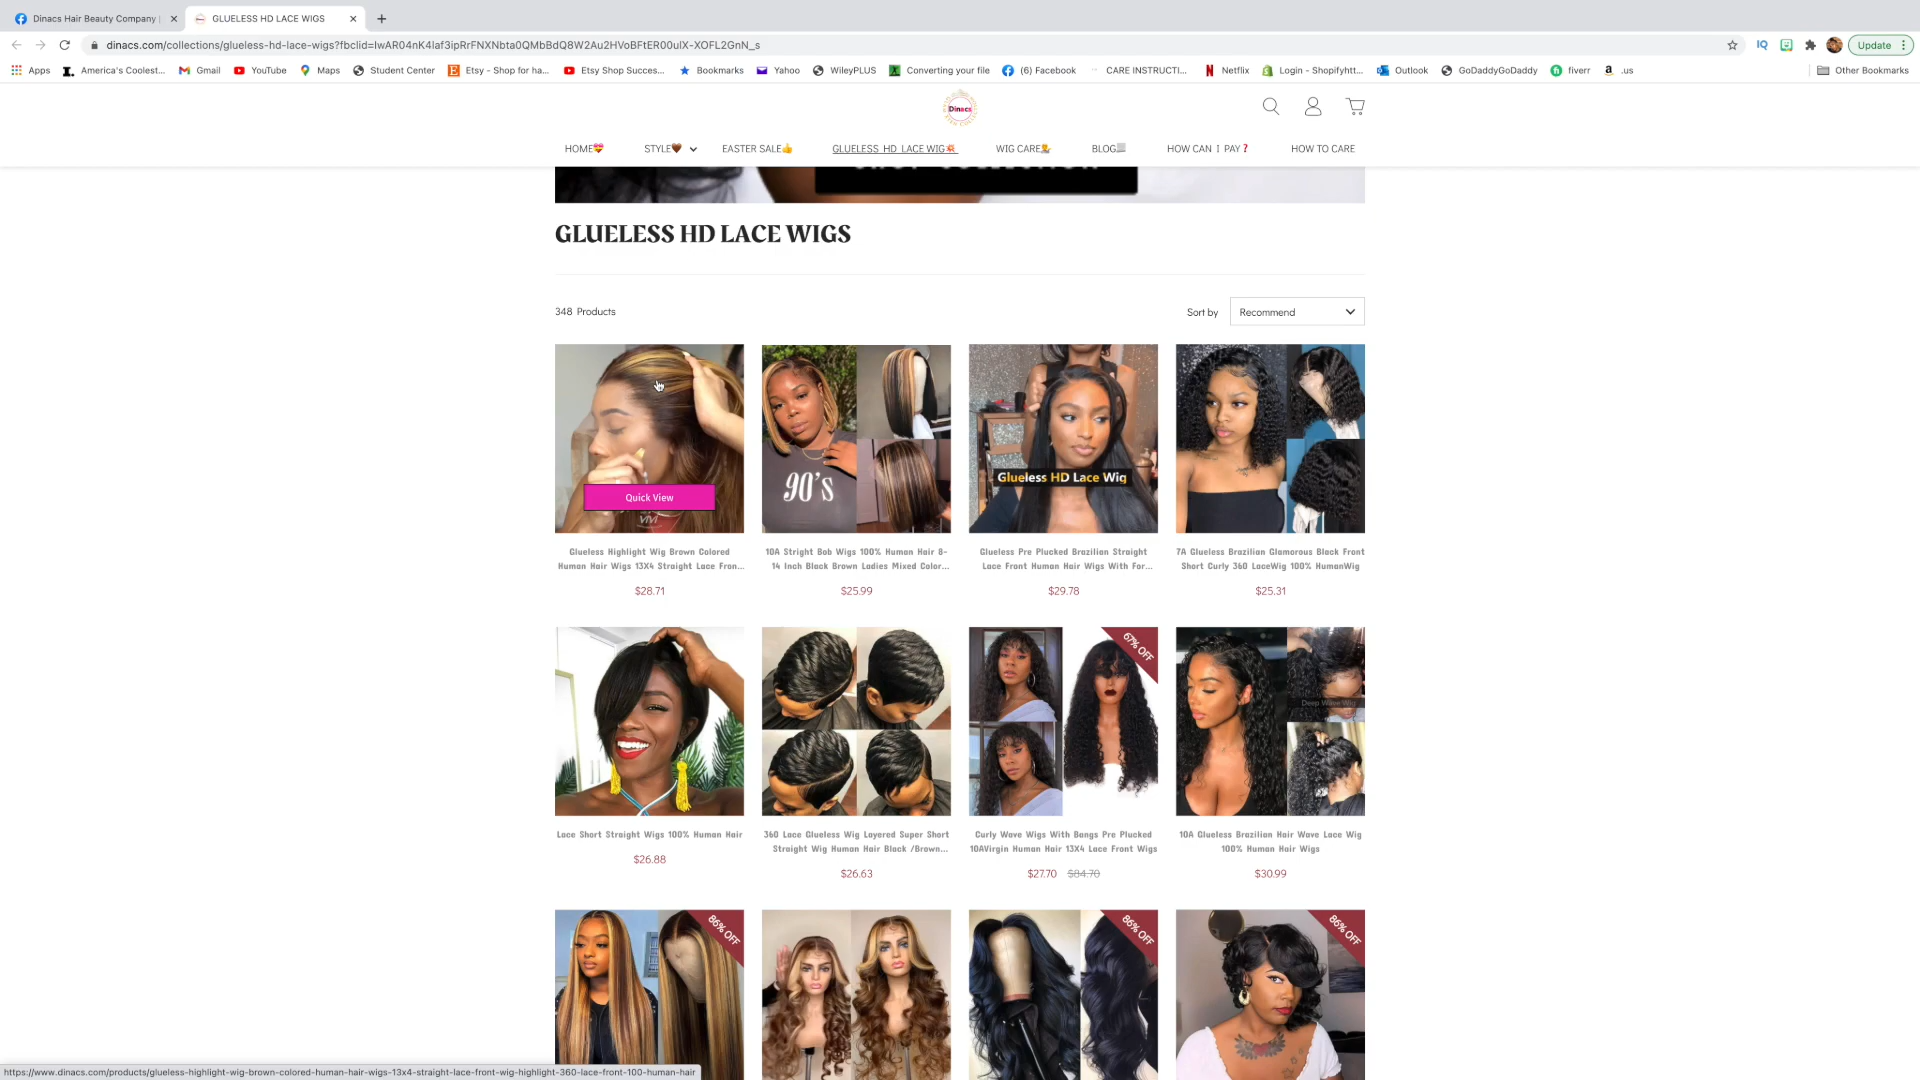 Dinacs Hair Beauty Company |
GLUELESS HD LACE WIGS
dinacs.com/collections/glueless-hd-lace-wigs?fbclid=IwAR04nK4Iaf3ipRrFNXNbta0QMbBdQ8W2Au2HVoBFtER00ulX-XOFL2GnN_s
Update
Apps
America's Coolest...
Gmail
YouTube
Maps
Student Center
Etsy - Shop for ha...
Etsy Shop Succes...
Bookmarks
Yahoo
WileyPLUS
Converting your file
(6) Facebook
CARE INSTRUCTI...
Netflix
Login - Shopifyhtt...
Outlook
GoDaddyGoDaddy
fiverr
.us
Other Bookmarks
Dinacs
HOME💝
STYLE🤎
EASTER SALE👍
GLUELESS HD LACE WIG💥
WIG CARE💇
BLOG📃
HOW CAN I PAY❓
HOW TO CARE
GLUELESS HD LACE WIGS
348 Products
Sort by
Recommend
Quick View
VIVI
90'S
Glueless HD Lace Wig
Glueless Highlight Wig Brown Colored
Human Hair Wigs 13X4 Straight Lace Fron...
$28.71
10A Stright Bob Wigs 100% Human Hair 8-
14 Inch Black Brown Ladies Mixed Color...
$25.99
Glueless Pre Plucked Brazilian Straight
Lace Front Human Hair Wigs With For...
$29.78
7A Glueless Brazilian Glamorous Black Front
Short Curly 360 LaceWig 100% HumanWig
$25.31
67% OFF
Deep Wave Wig
Lace Short Straight Wigs 100% Human Hair
$26.88
360 Lace Glueless Wig Layered Super Short
Straight Wig Human Hair Black /Brown...
$26.63
Curly Wave Wigs With Bangs Pre Plucked
10AVirgin Human Hair 13X4 Lace Front Wigs
$27.70 $84.70
10A Glueless Brazilian Hair Wave Lace Wig
100% Human Hair Wigs
$30.99
86% OFF
86% OFF
86% OFF
https://www.dinacs.com/products/glueless-highlight-wig-brown-colored-human-hair-wigs-13x4-straight-lace-front-wig-highlight-360-lace-front-100-human-hair